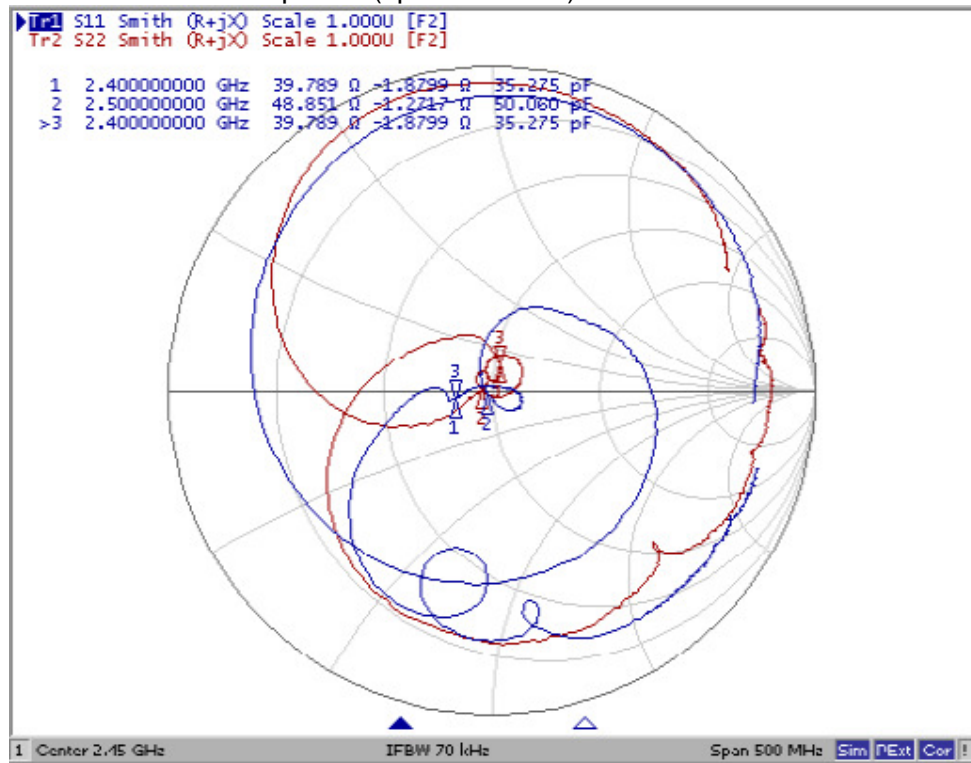 Tr1 S11 Smith (R+jX) Scale 1.000U [F2]
Tr2 S22 Smith (R+jX) Scale 1.000U [F2]
1 2.400000000 GHz 39.789 Ω -1.8799 Ω 35.275 pF
2 2.500000000 GHz 48.851 Ω -1.2717 Ω 50.060 pF
>3 2.400000000 GHz 39.789 Ω -1.8799 Ω 35.275 pF
3
3
1
2
2
1 Center 2.45 GHz IFBW 70 kHz Span 500 MHz Sim PExt Cor !